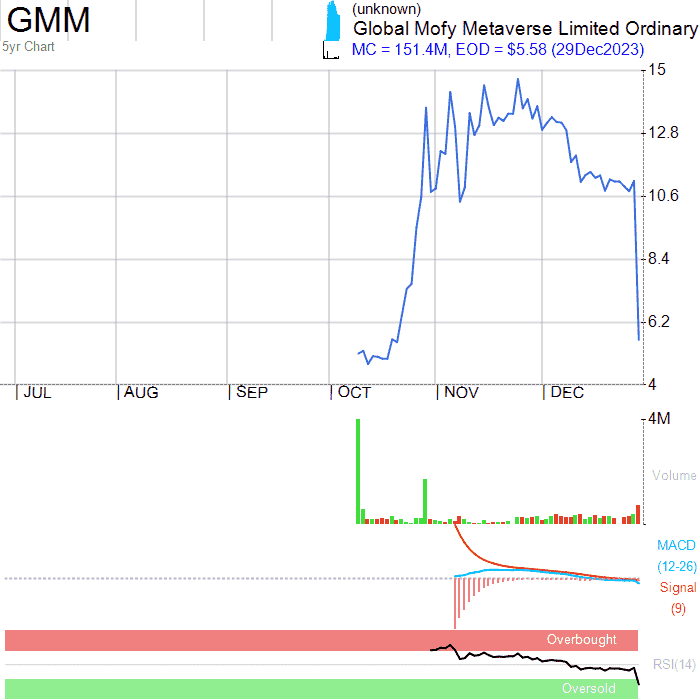 GMM
5yr Chart
(unknown)
Global Mofy Metaverse Limited Ordinary
MC = 151.4M, EOD = $5.58 (29Dec2023)
15
12.8
10.6
8.4
6.2
4
JUL AUG SEP OCT NOV DEC
4M
Volume
MACD
(12-26)
Signal
(9)
Overbought
RSI(14)
Oversold